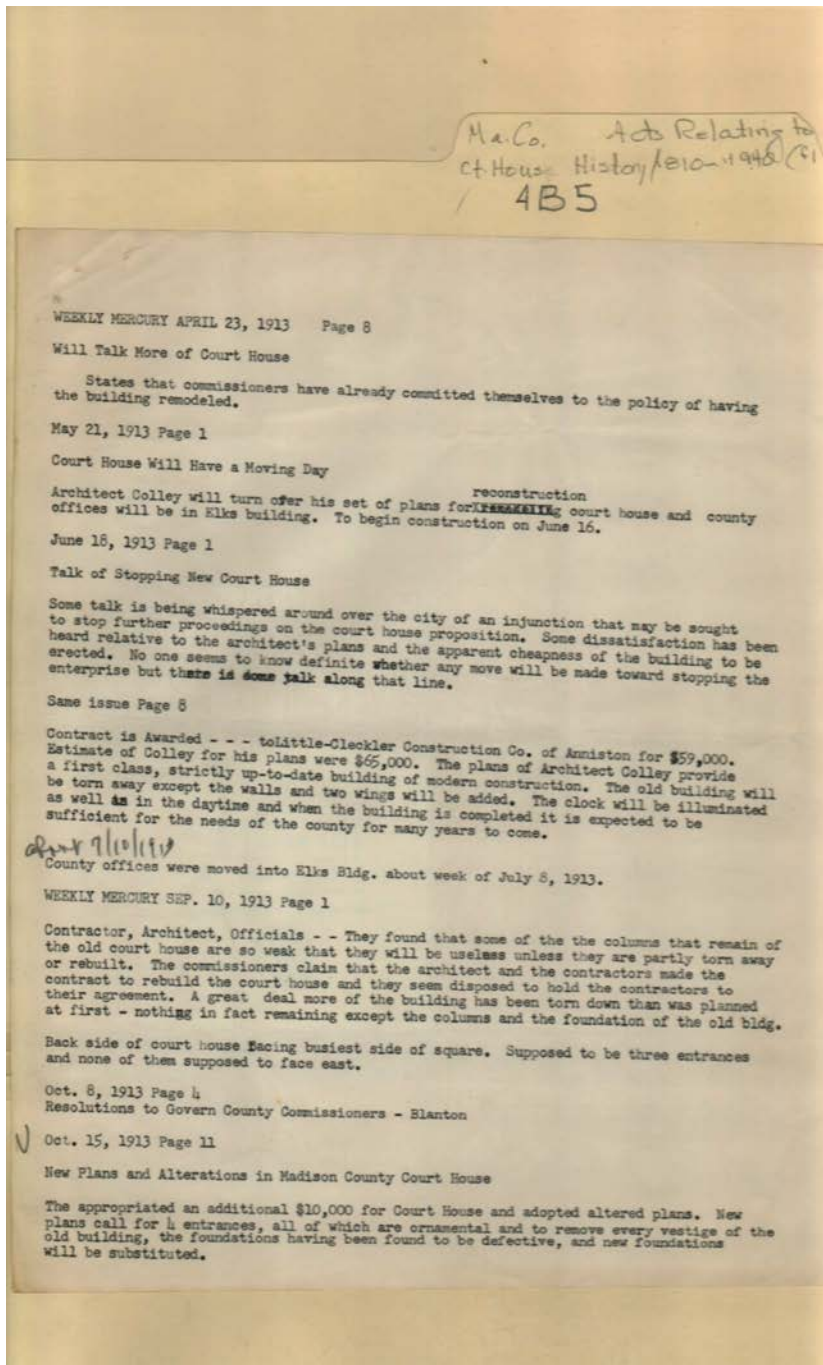 Ma. Co. Acts Relating to
Ct. House History 1810-1940
4B5
WEEKLY MERCURY APRIL 23, 1913 Page 8
Will Talk More of Court House
States that commissioners have already committed themselves to the policy of having
the building remodeled.
May 21, 1913 Page 1
Court House Will Have a Moving Day
reconstruction
Architect Colley will turn over his set of plans for court house and county
offices will be in Elks building. To begin construction on June 16.
June 18, 1913 Page 1
Talk of Stopping New Court House
Some talk is being whispered around over the city of an injunction that may be sought
to stop further proceedings on the court house proposition. Some dissatisfaction has been
heard relative to the architect's plans and the apparent cheapness of the building to be
erected. No one seems to know definite whether any move will be made toward stopping the
enterprise but there is some talk along that line.
Same issue Page 8
Contract is Awarded - - - toLittle-Cleckler Construction Co. of Anniston for $59,000.
Estimate of Colley for his plans were $65,000. The plans of Architect Colley provide
a first class, strictly up-to-date building of modern construction. The old building will
be torn away except the walls and two wings will be added. The clock will be illuminated
as well as in the daytime and when the building is completed it is expected to be
sufficient for the needs of the county for many years to come.
County offices were moved into Elks Bldg. about week of July 8, 1913.
WEEKLY MERCURY SEP. 10, 1913 Page 1
Contractor, Architect, Officials - - They found that some of the the columns that remain of
the old court house are so weak that they will be useless unless they are partly torn away
or rebuilt. The commissioners claim that the architect and the contractors made the
contract to rebuild the court house and they seem disposed to hold the contractors to
their agreement. A great deal more of the building has been torn down than was planned
at first - nothing in fact remaining except the columns and the foundation of the old bldg.
Back side of court house facing busiest side of square. Supposed to be three entrances
and none of them supposed to face east.
Oct. 8, 1913 Page 4
Resolutions to Govern County Commissioners - Blanton
Oct. 15, 1913 Page 11
New Plans and Alterations in Madison County Court House
The appropriated an additional $10,000 for Court House and adopted altered plans. New
plans call for 4 entrances, all of which are ornamental and to remove every vestige of the
old building, the foundations having been found to be defective, and new foundations
will be substituted.